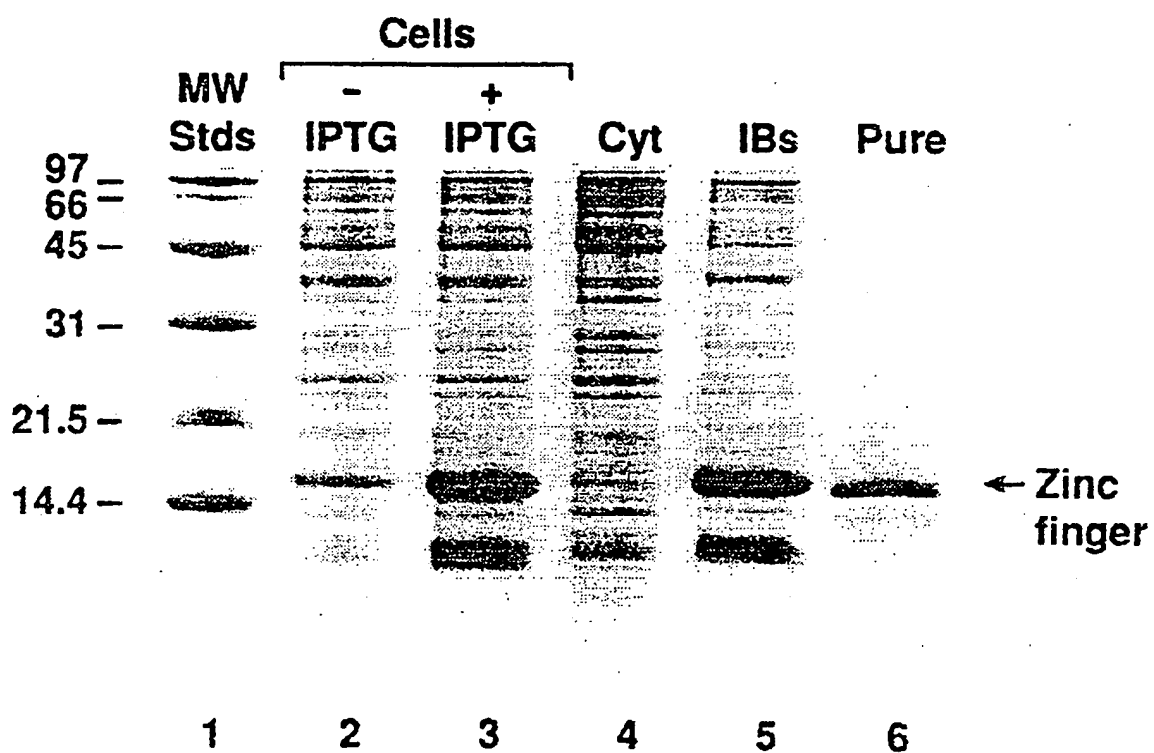 Cells
MW - +
Stds IPTG IPTG Cyt IBs Pure
97
66
45
31
21.5
14.4
← Zinc
finger
1 2 3 4 5 6